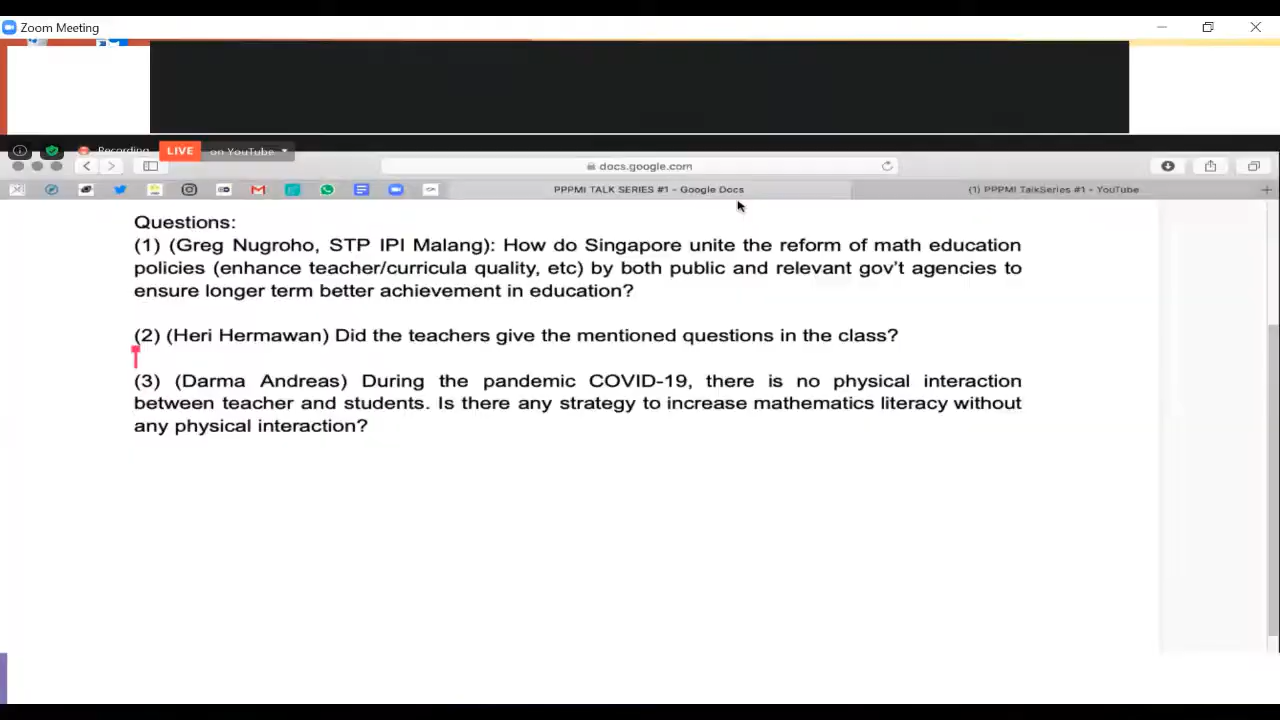 Zoom Meeting
Recording
LIVE
on YouTube
docs.google.com
PPPMI TALK SERIES #1 - Google Docs
(1) PPPMI TalkSeries #1 - YouTube
Questions:
(1) (Greg Nugroho, STP IPI Malang): How do Singapore unite the reform of math education
policies (enhance teacher/curricula quality, etc) by both public and relevant gov't agencies to
ensure longer term better achievement in education?
(2) (Heri Hermawan) Did the teachers give the mentioned questions in the class?
(3) (Darma Andreas) During the pandemic COVID-19, there is no physical interaction
between teacher and students. Is there any strategy to increase mathematics literacy without
any physical interaction?